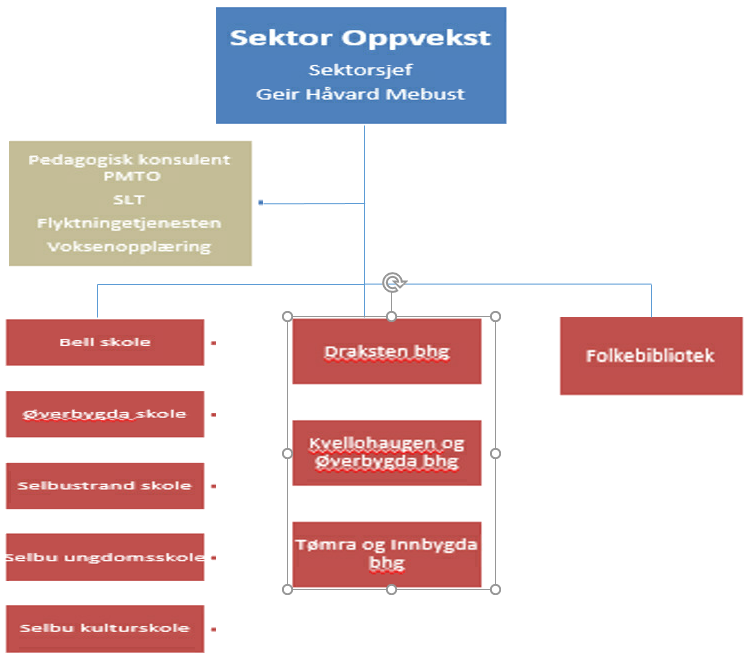 Sektor Oppvekst
Sektorsjef
Geir Håvard Mebust
Pedagogisk konsulent
PMTO
SLT
Flyktningetjenesten
Voksenopplæring
Bell skole
Øverbygda skole
Selbustrand skole
Selbu ungdomsskole
Selbu kulturskole
Draksten bhg
Kvellohaugen og
Øverbygda bhg
Tømra og Innbygda
bhg
Folkebibliotek